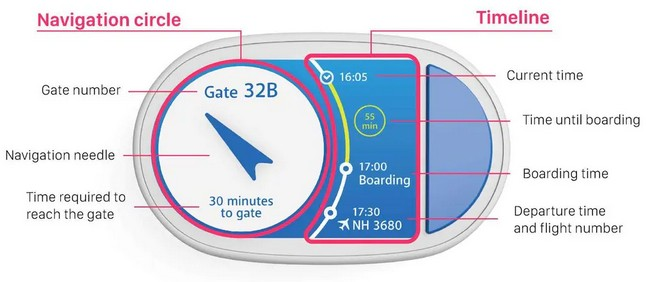 Navigation circle
Timeline
Gate number
Navigation needle
Time required to
reach the gate
Gate 32B
30 minutes
to gate
16:05
55
min
17:00
Boarding
17:30
NH 3680
Current time
Time until boarding
Boarding time
Departure time
and flight number